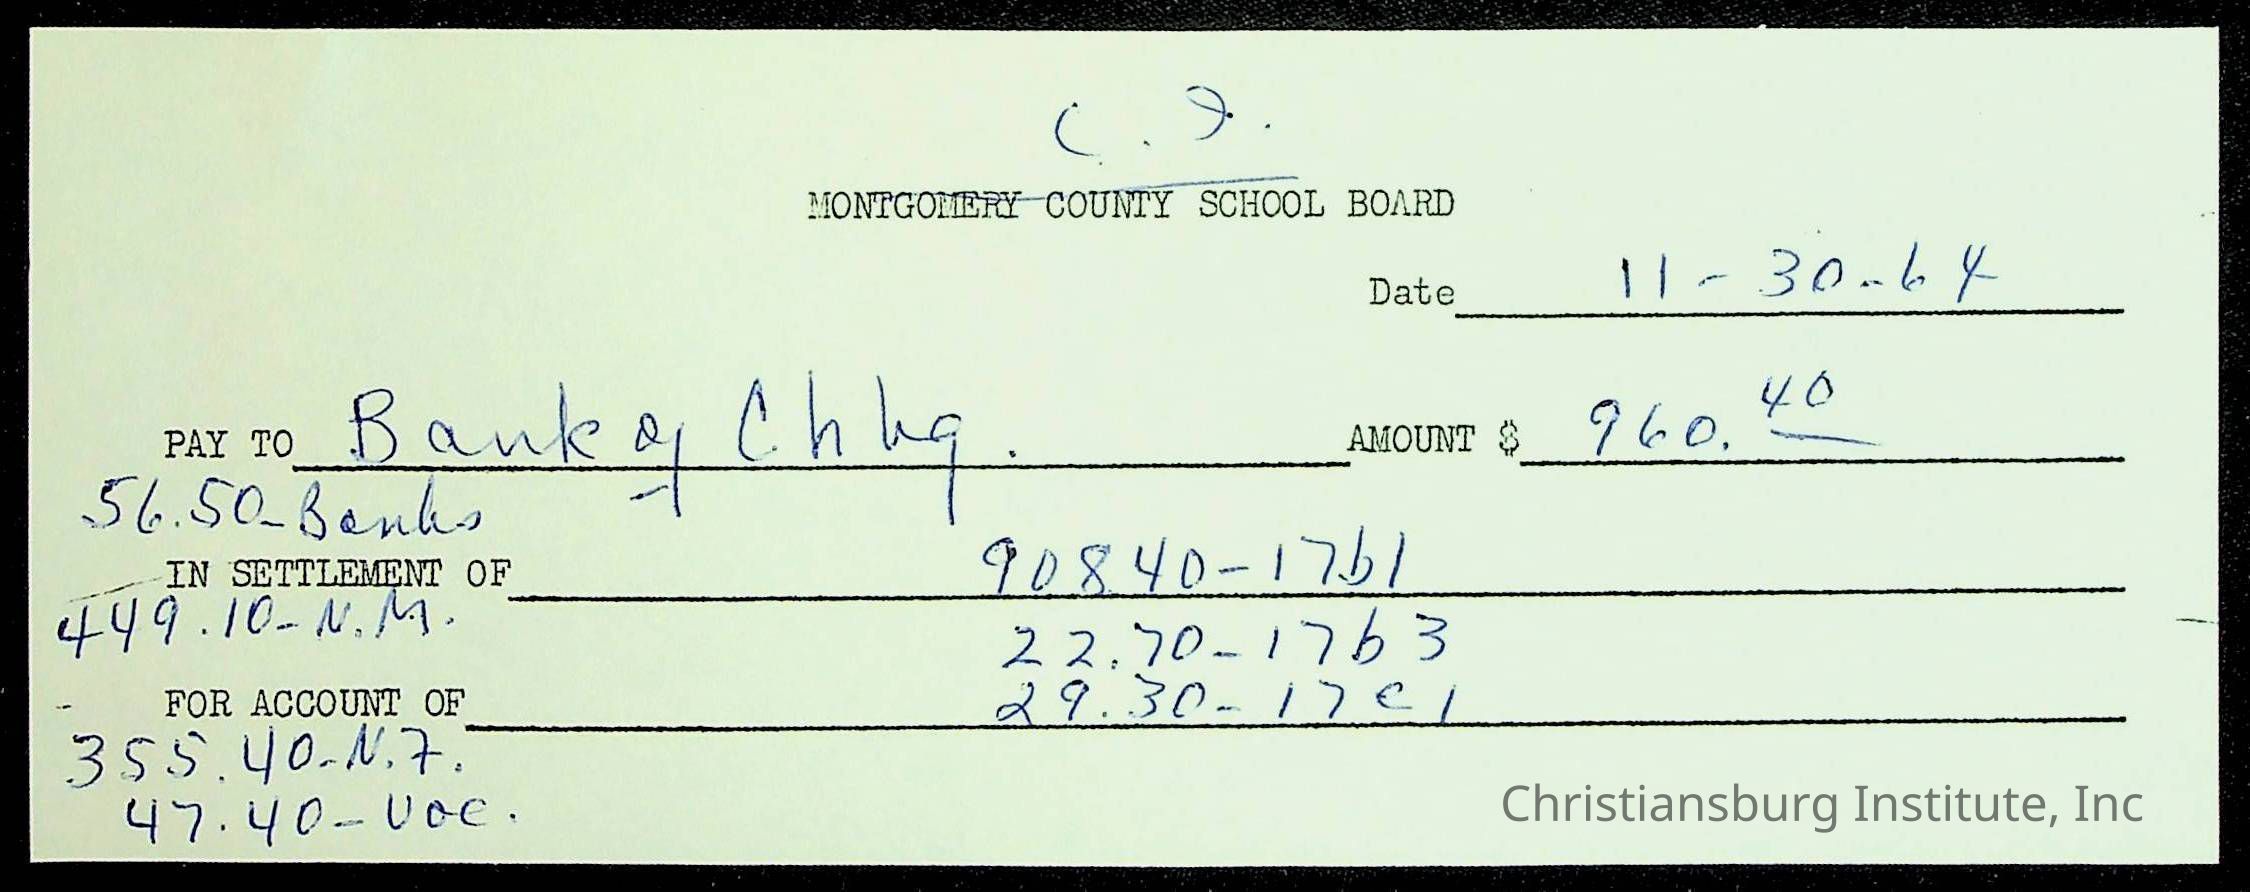 C. I.
MONTGOMERY COUNTY SCHOOL BOARD
Date 11-30-64
PAY TO Bank of Chbg. AMOUNT $ 960.40
56.50-Banks
IN SETTLEMENT OF 908.40-17b1
449.10-N.M.
22.70-17b3
FOR ACCOUNT OF 29.30-17c1
355.40-N.F.
47.40-Voc.
Christiansburg Institute, Inc